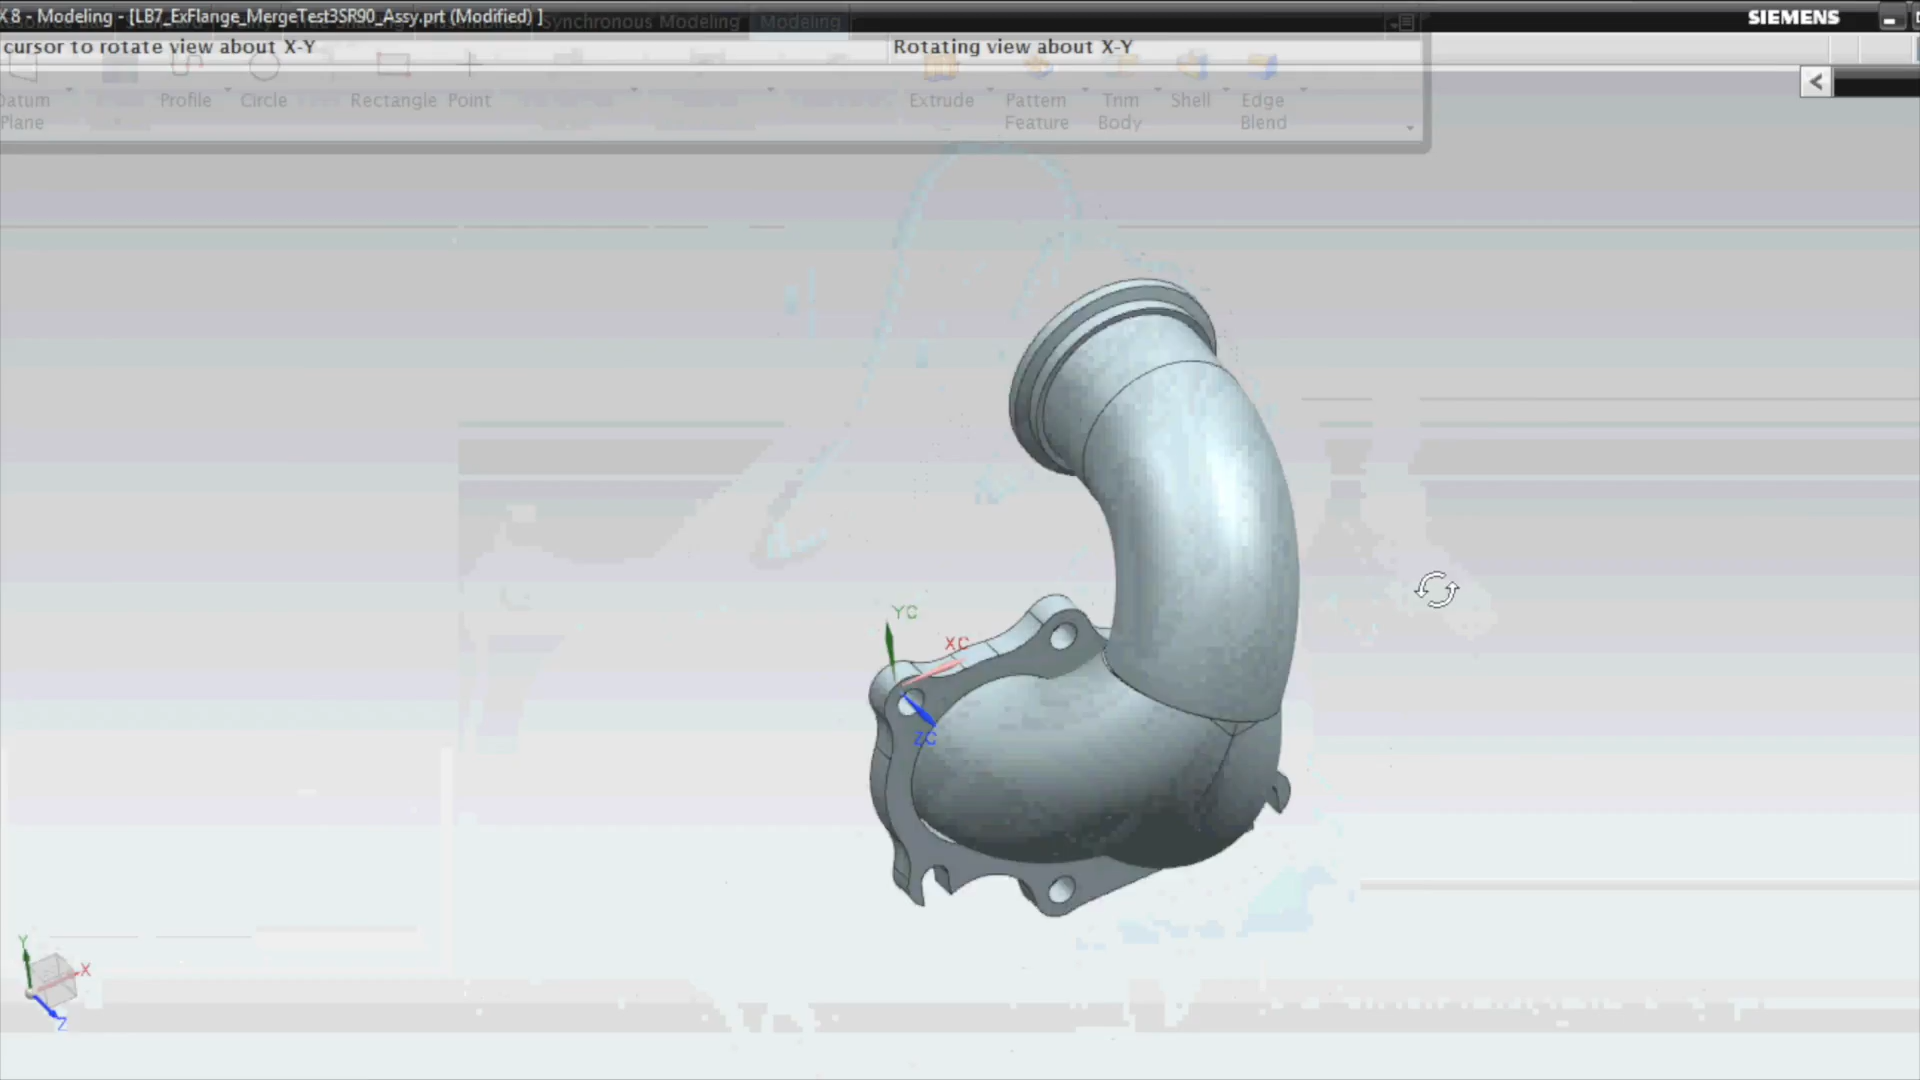 X 8 - Modeling - [LB7_ExFlange_MergeTest3SR90_Assy.prt (Modified) ]
Synchronous Modeling
Modeling
SIEMENS
cursor to rotate view about X-Y
Rotating view about X-Y
Datum
Plane
Profile
Circle
Rectangle
Point
Extrude
Pattern
Feature
Trim
Body
Shell
Edge
Blend
YC
XC
ZC
Y
X
Z